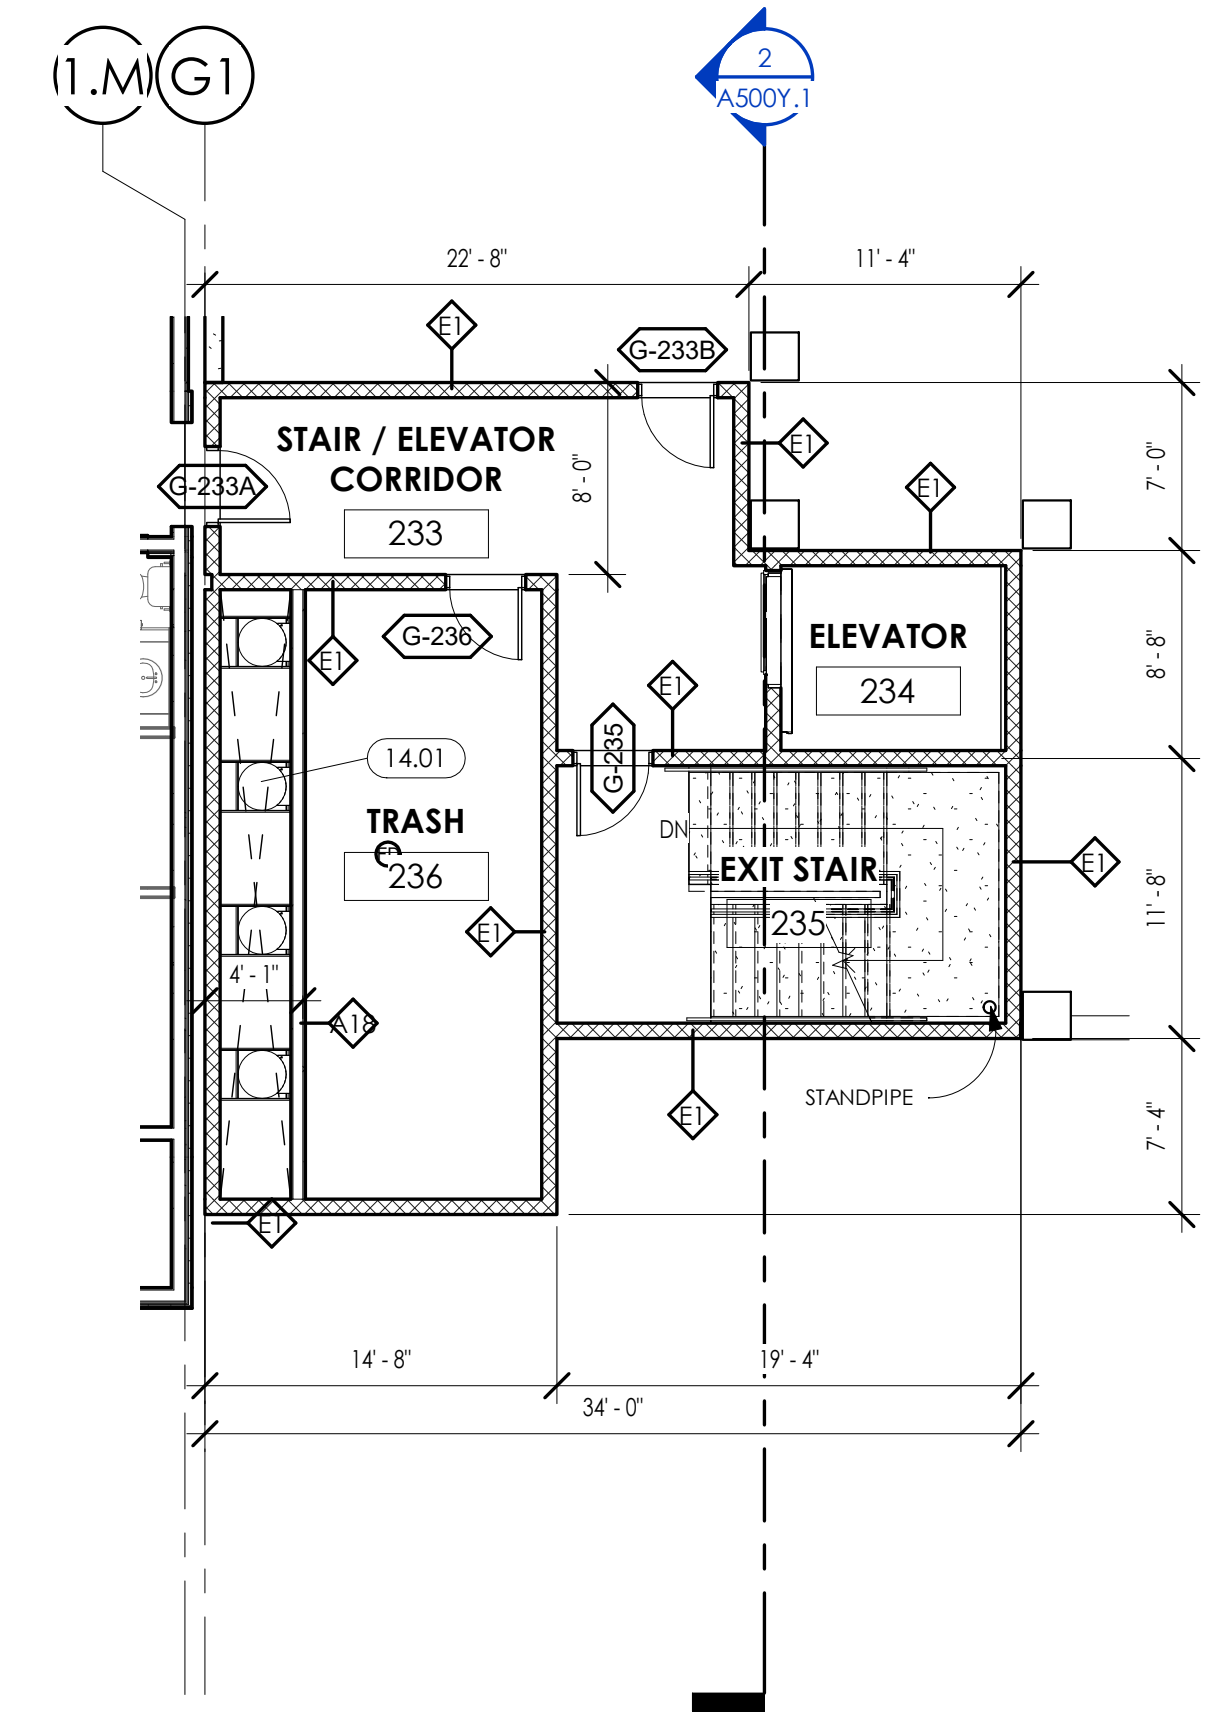 1.M
G1
2
A500Y.1
22' - 8"
11' - 4"
E1
G-233B
STAIR / ELEVATOR
CORRIDOR
233
G-233A
8' - 0"
E1
E1
7' - 0"
G-236
E1
E1
ELEVATOR
234
8' - 8"
G-235
14.01
TRASH
236
DN
EXIT STAIR
235
E1
11' - 8"
E1
4' - 1"
A18
E1
STANDPIPE
7' - 4"
E1
14' - 8"
19' - 4"
34' - 0"